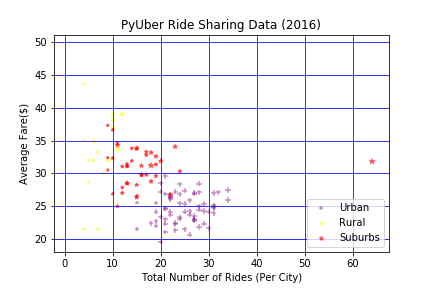 PyUber Ride Sharing Data (2016)
50
45
40
35
30
25
20
Average Fare($)
Urban
Rural
Suburbs
0 10 20 30 40 50 60
Total Number of Rides (Per City)